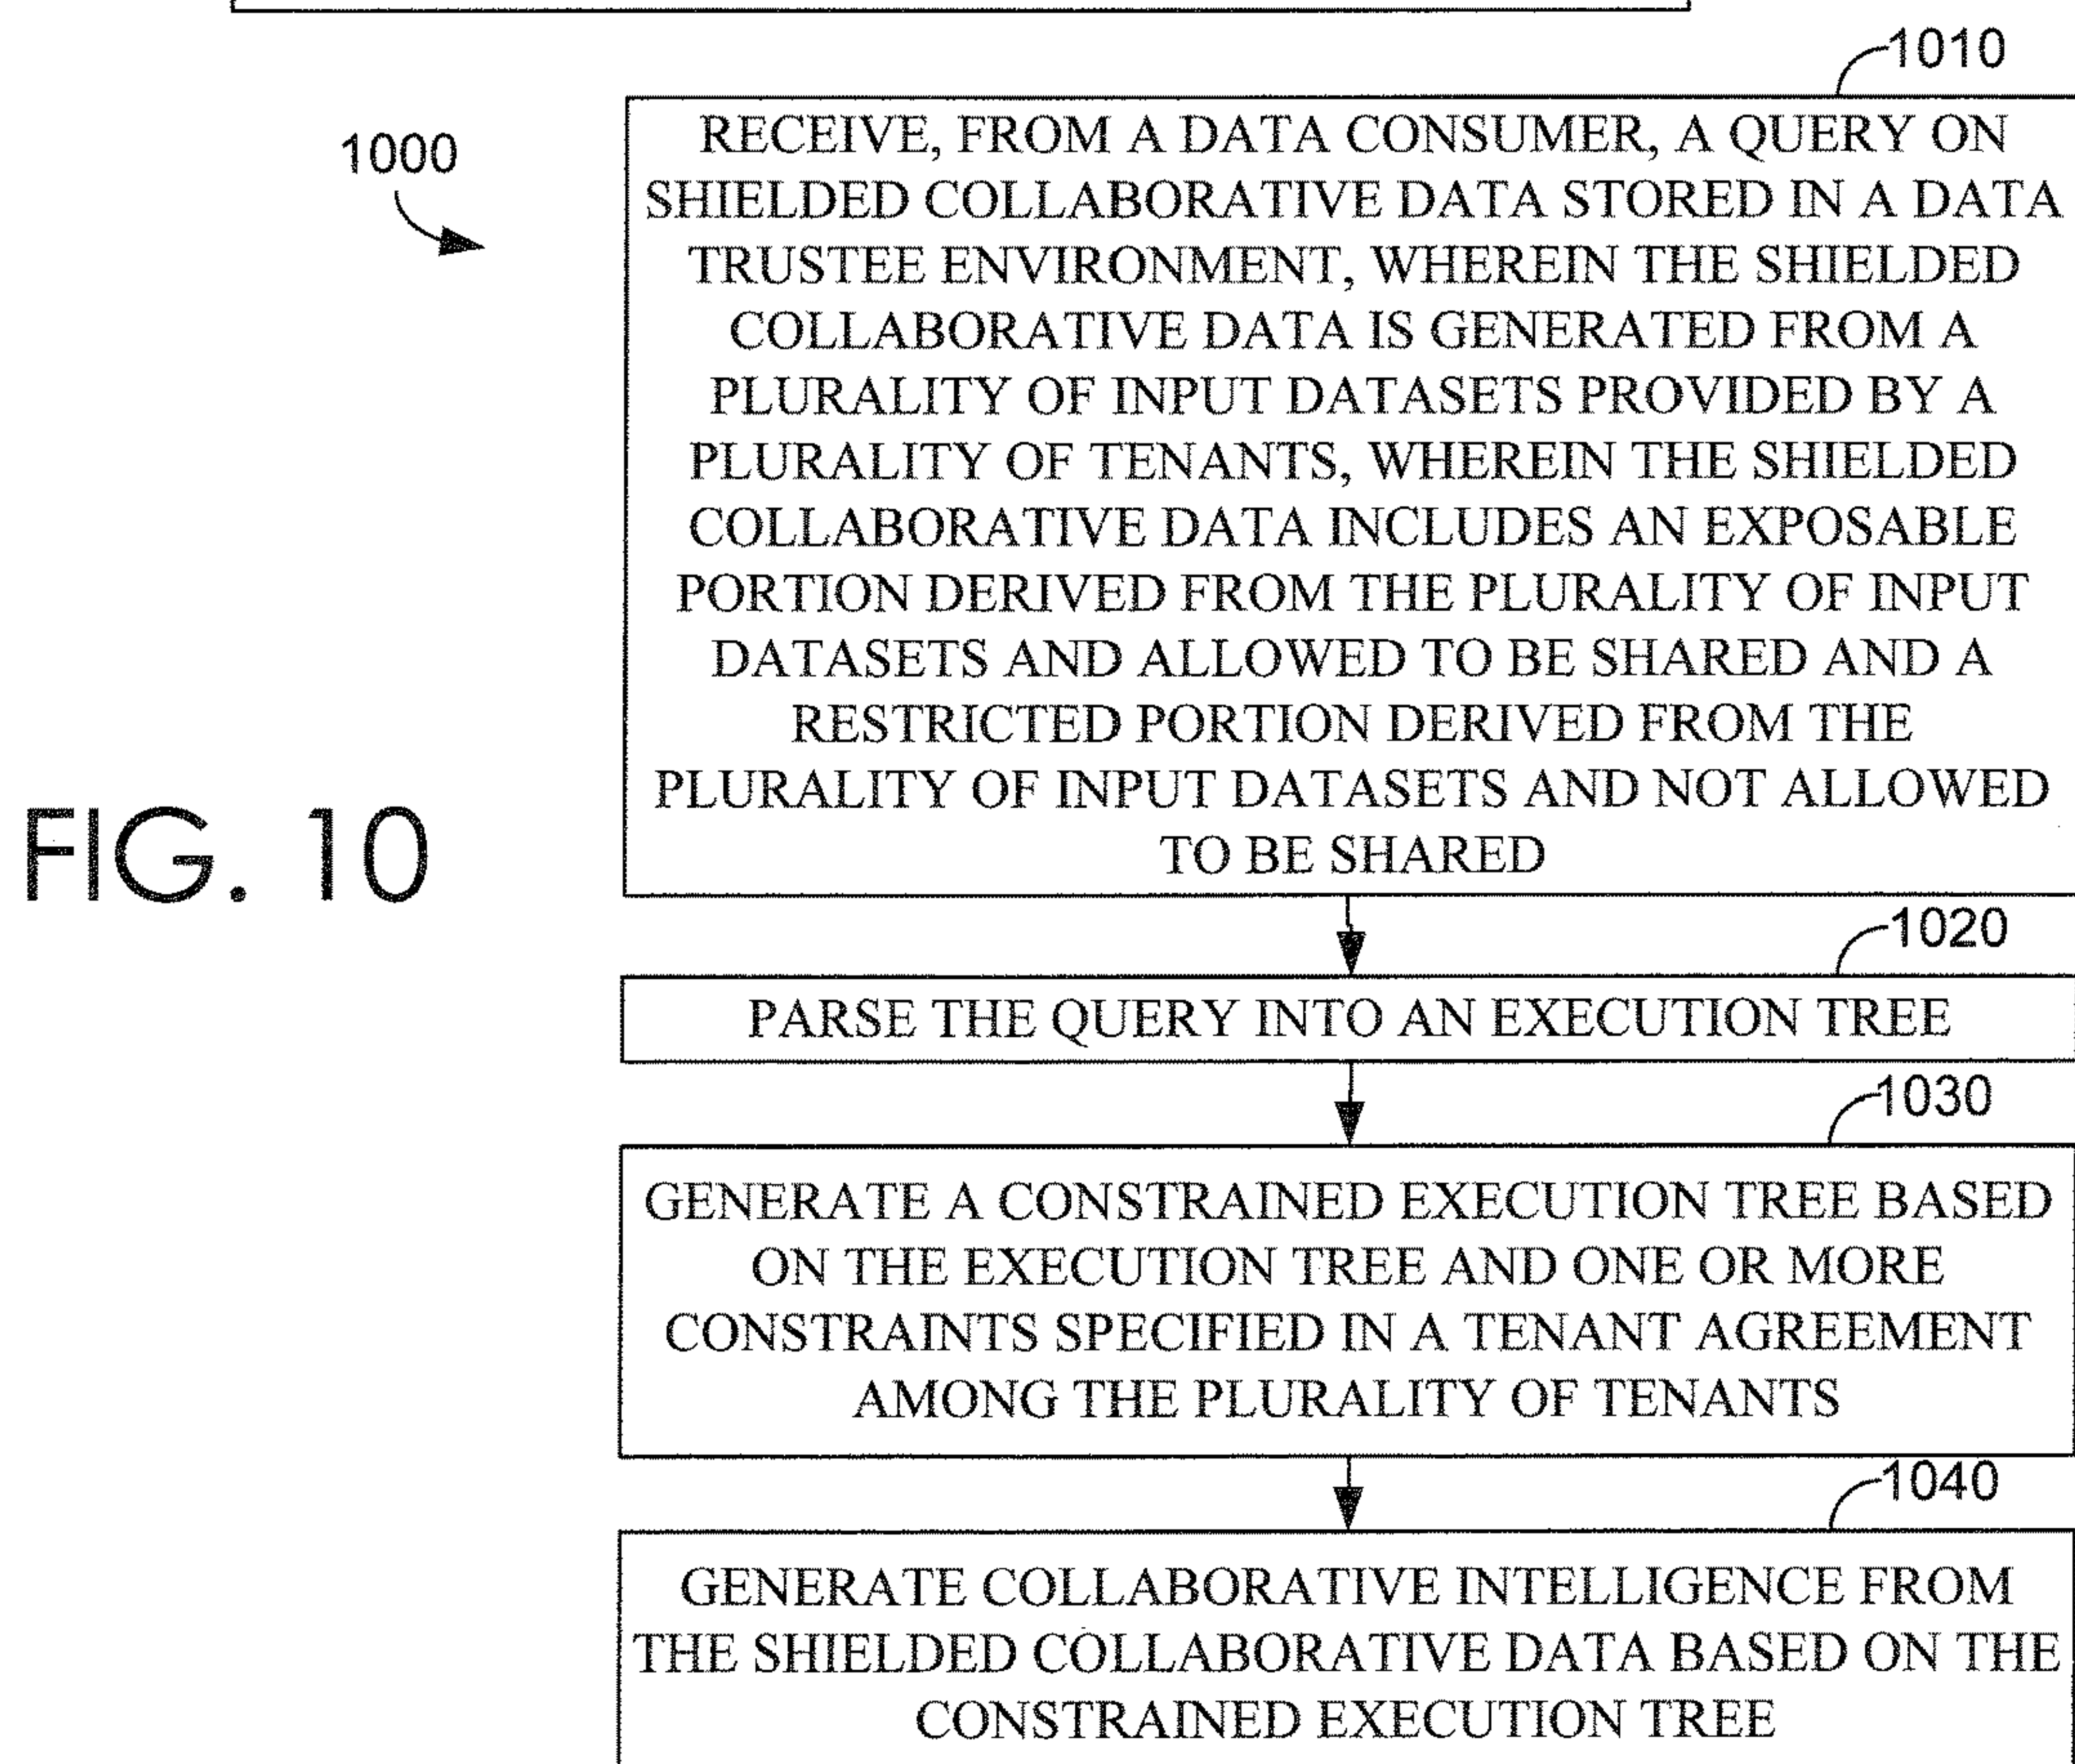 1010
1000
RECEIVE, FROM A DATA CONSUMER, A QUERY ON
SHIELDED COLLABORATIVE DATA STORED IN A DATA
TRUSTEE ENVIRONMENT, WHEREIN THE SHIELDED
COLLABORATIVE DATA IS GENERATED FROM A
PLURALITY OF INPUT DATASETS PROVIDED BY A
PLURALITY OF TENANTS, WHEREIN THE SHIELDED
COLLABORATIVE DATA INCLUDES AN EXPOSABLE
PORTION DERIVED FROM THE PLURALITY OF INPUT
DATASETS AND ALLOWED TO BE SHARED AND A
RESTRICTED PORTION DERIVED FROM THE
PLURALITY OF INPUT DATASETS AND NOT ALLOWED
TO BE SHARED
FIG. 10
1020
PARSE THE QUERY INTO AN EXECUTION TREE
1030
GENERATE A CONSTRAINED EXECUTION TREE BASED
ON THE EXECUTION TREE AND ONE OR MORE
CONSTRAINTS SPECIFIED IN A TENANT AGREEMENT
AMONG THE PLURALITY OF TENANTS
1040
GENERATE COLLABORATIVE INTELLIGENCE FROM
THE SHIELDED COLLABORATIVE DATA BASED ON THE
CONSTRAINED EXECUTION TREE